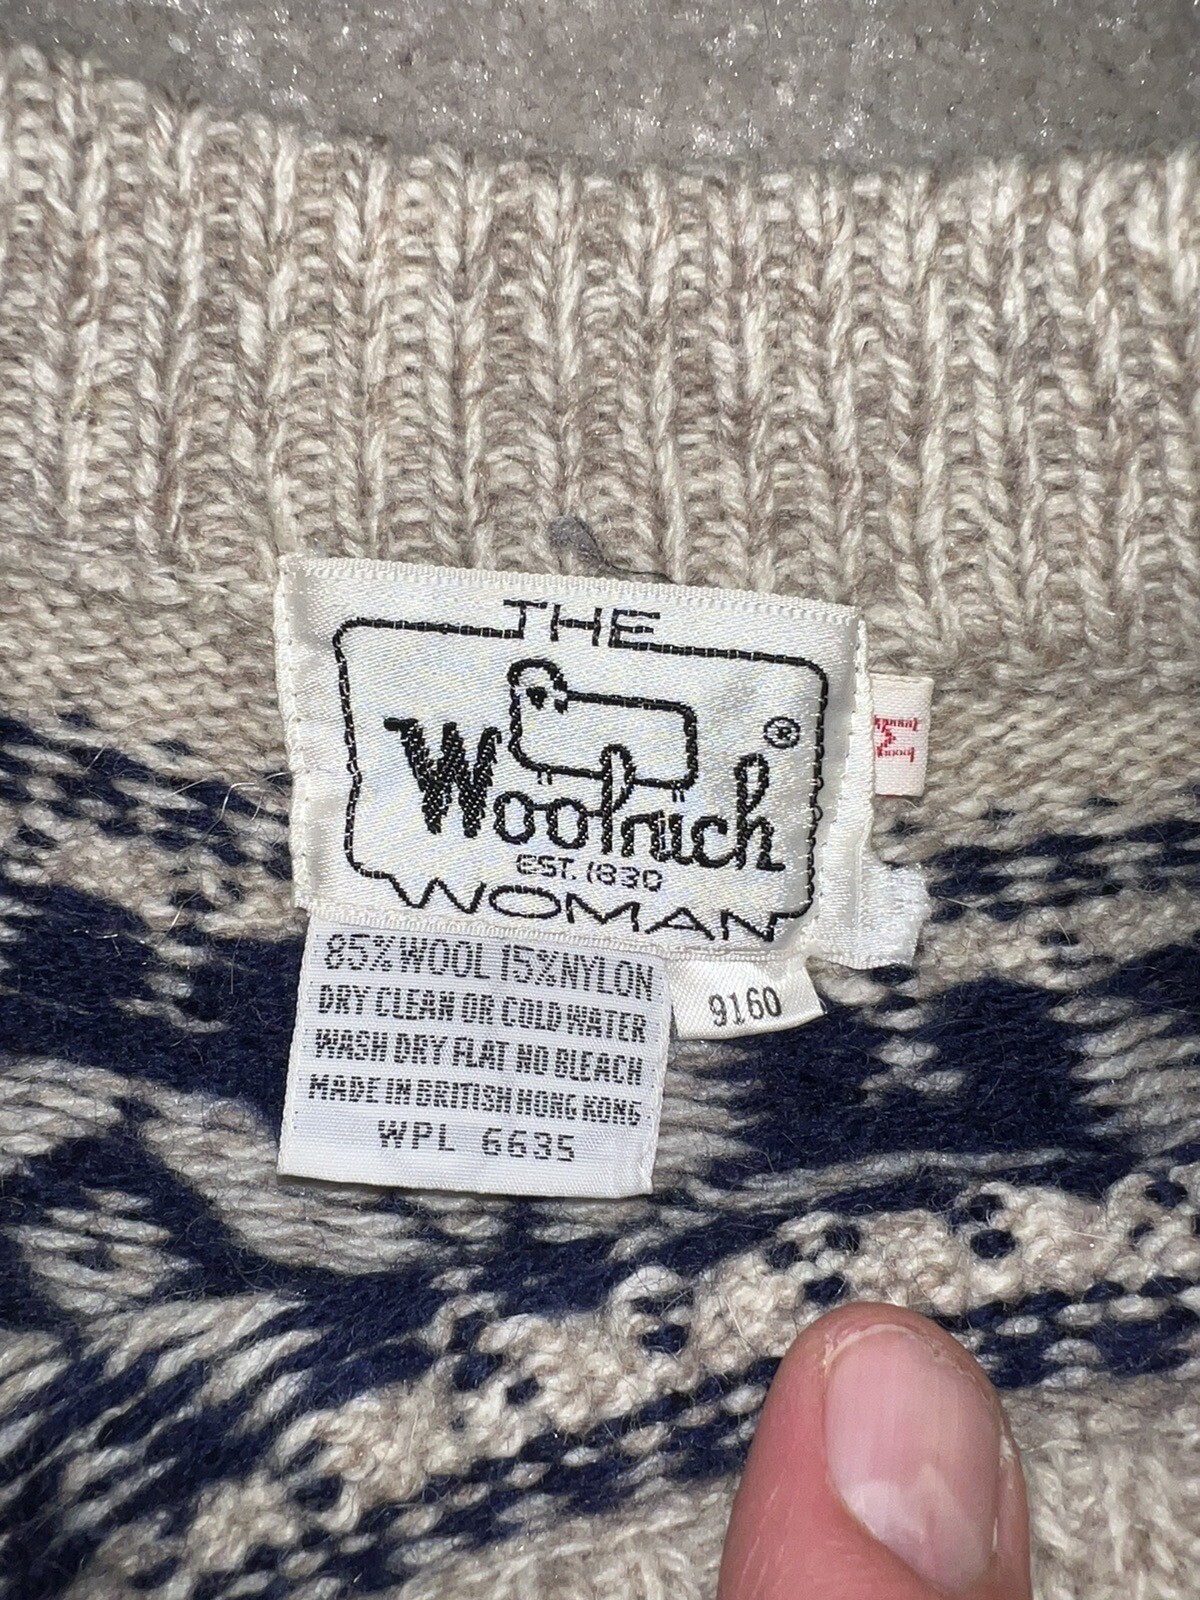 THE
Woolrich
®
EST. 1830
WOMAN
M
85% WOOL 15% NYLON
DRY CLEAN OR COLD WATER
WASH DRY FLAT NO BLEACH
MADE IN BRITISH HONG KONG
WPL 6635
9160